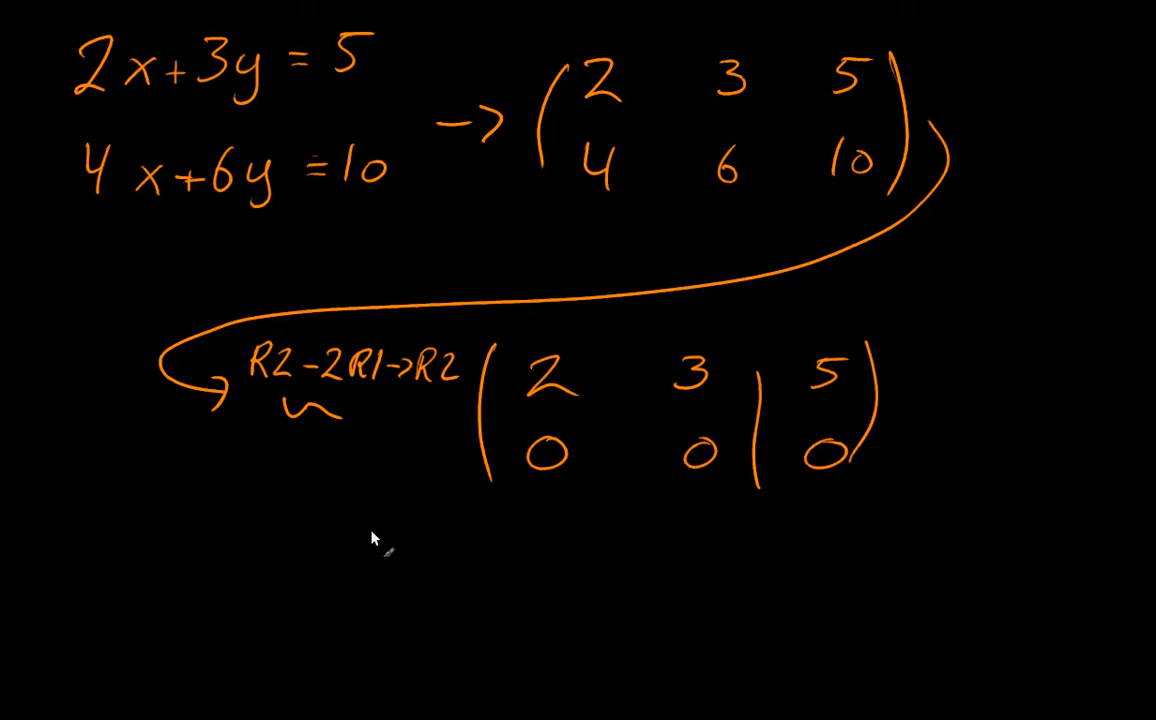 2x+3y = 5 -> (2 3 5)
4x+6y = 10 (4 6 10)
R2-2R1->R2 (2 3 | 5)
(0 0 | 0)